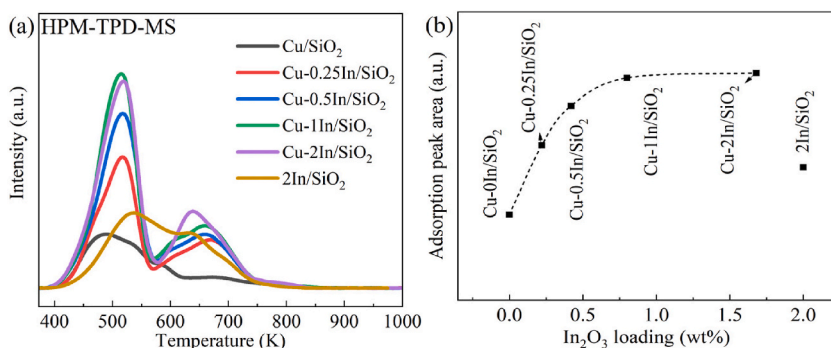 (a)
HPM-TPD-MS
Cu/SiO₂
Cu-0.25In/SiO₂
Cu-0.5In/SiO₂
Cu-1In/SiO₂
Cu-2In/SiO₂
2In/SiO₂
Intensity (a.u.)
400 500 600 700 800 900 1000
Temperature (K)
(b)
Adsorption peak area (a.u.)
Cu-0In/SiO₂
Cu-0.25In/SiO₂
Cu-0.5In/SiO₂
Cu-1In/SiO₂
Cu-2In/SiO₂
2In/SiO₂
0.0 0.5 1.0 1.5 2.0
In₂O₃ loading (wt%)